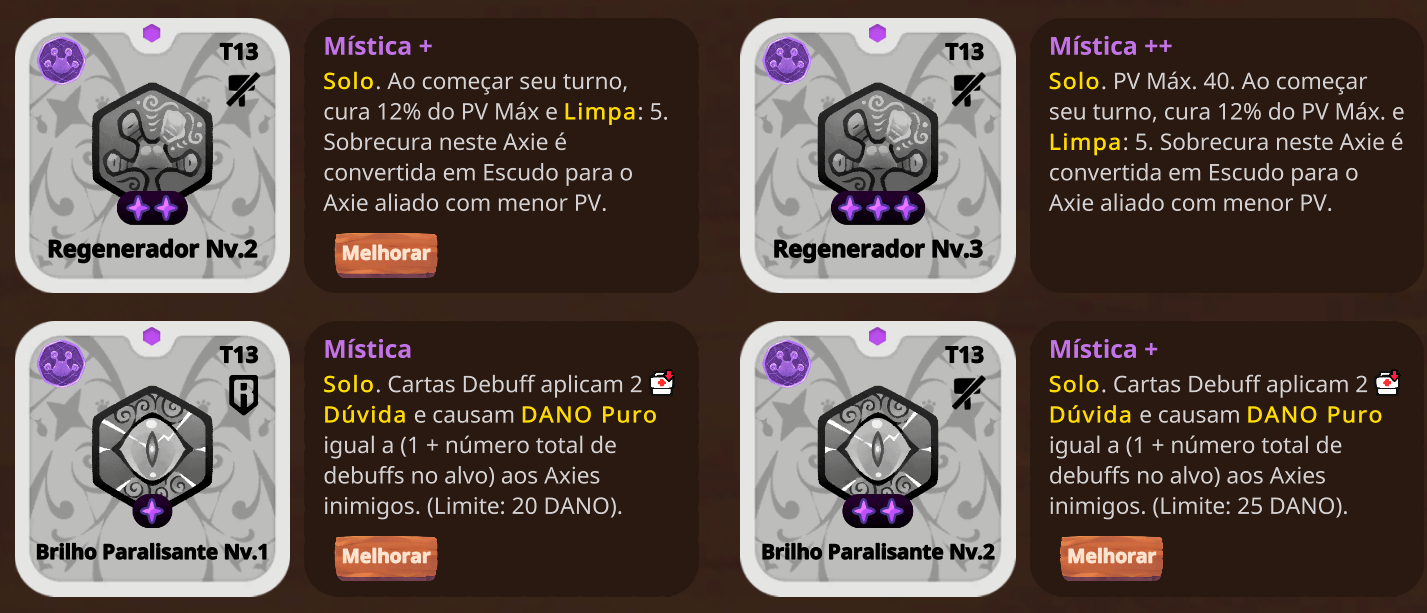 T13
Regenerador Nv.2
Mística +
Solo. Ao começar seu turno,
cura 12% do PV Máx e Limpa: 5.
Sobrecura neste Axie é
convertida em Escudo para o
Axie aliado com menor PV.
Melhorar
T13
Regenerador Nv.3
Mística ++
Solo. PV Máx. 40. Ao começar
seu turno, cura 12% do PV Máx. e
Limpa: 5. Sobrecura neste Axie é
convertida em Escudo para o
Axie aliado com menor PV.
T13
R
Brilho Paralisante Nv.1
Mística
Solo. Cartas Debuff aplicam 2
Dúvida e causam DANO Puro
igual a (1 + número total de
debuffs no alvo) aos Axies
inimigos. (Limite: 20 DANO).
Melhorar
T13
Brilho Paralisante Nv.2
Mística +
Solo. Cartas Debuff aplicam 2
Dúvida e causam DANO Puro
igual a (1 + número total de
debuffs no alvo) aos Axies
inimigos. (Limite: 25 DANO).
Melhorar